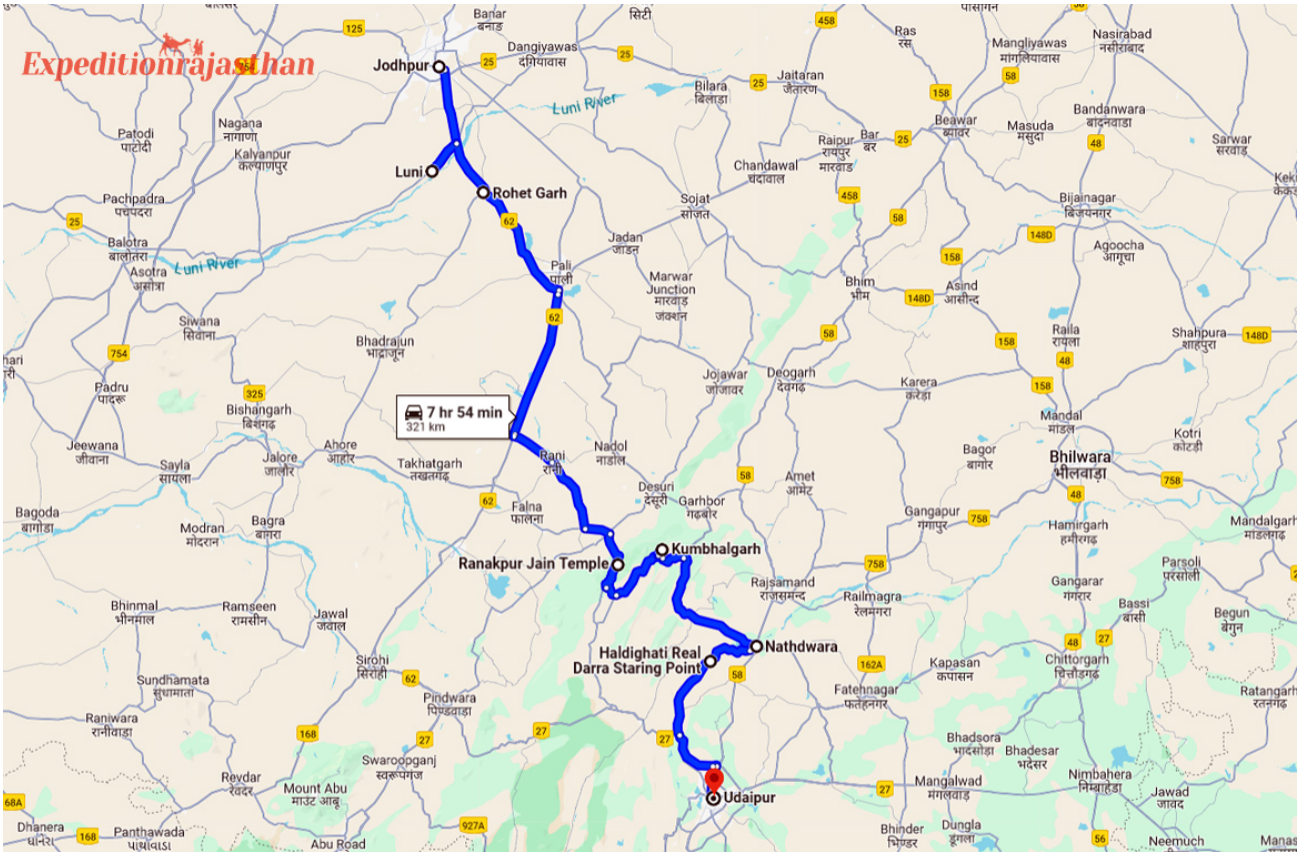 Expeditionrajasthan
Banar
बनाड़
सिटी
पासागन
125
458
Ras
रास
Mangliyawas
मांगलियावास
58
Nasirabad
नसीराबाद
Dangiyawas
दांगियावास
25
62
25
Jodhpur
Jaitaran
जैतारण
Bilara
बिलाड़ा
25
158
Bandanwara
बांदनवाड़ा
Luni River
Patodi
पाटोदी
Nagana
नागाणा
Kalyanpur
कल्याणपुर
Beawar
ब्यावर
Masuda
मसूदा
48
Sarwar
सरवाड़
Raipur
रायपुर
मारवाड़
Bar
बर
25
Chandawal
चंदावाल
Luni
Rohet Garh
Pachpadra
पचपदरा
Sojat
सोजत
458
58
Bijainagar
बिजयनगर
25
62
148D
Balotra
बालोतरा
Jadan
जाडन
Agoocha
आगूचा
Luni River
Asotra
असोत्रा
Pali
पाली
158
Marwar
Junction
मारवाड़
जंक्शन
Bhim
भीम
148D
Asind
आसीन्द
Siwana
सिवाना
62
58
Raila
रायला
Shahpura
शाहपुरा
148D
Bhadrajun
भाद्राजून
158
754
48
Jojawar
जोजावर
Deogarh
देवगढ़
Karera
करेड़ा
158
Padru
पादरू
325
Bishangarh
बिशनगढ़
7 hr 54 min
321 km
Mandal
मांडल
Kotri
कोटड़ी
Jeewana
जीवाना
Ahore
आहोर
Nadol
नाडोल
Bagor
बागोर
Bhilwara
भीलवाड़ा
Sayla
सायला
Jalore
जालौर
Takhatgarh
तखतगढ़
Rani
रानी
58
Amet
आमेट
758
Desuri
देसूरी
Garhbor
गढ़बोर
48
62
Falna
फालना
Gangapur
गंगापुर
758
Bagoda
बागोड़ा
Modran
मोदरान
Bagra
बागरा
Hamirgarh
हमीरगढ़
Mandalgarh
मांडलगढ़
Kumbhalgarh
Ranakpur Jain Temple
758
Parsoli
परसोली
Rajsamand
राजसमन्द
Railmagra
रेलमगरा
Gangarar
गंगरार
Bhinmal
भीनमाल
Ramseen
रामसीन
Jawal
जावाल
Bassi
बासी
Begun
बेगुन
Nathdwara
Haldighati Real
Darra Staring Point
48
27
Sirohi
सिरोही
62
58
162A
Kapasan
कपासन
Chittorgarh
चित्तौड़गढ़
Sundhamata
सुंधामाता
Pindwara
पिण्डवाड़ा
Fatehnagar
फतेहनगर
Ratangarh
रतनगढ़
Raniwara
रानीवाड़ा
168
27
27
27
Bhadsora
भादसोड़ा
Bhadesar
भदेसर
Swaroopganj
स्वरूपगंज
Revdar
रेवदर
Mount Abu
माउंट आबू
Udaipur
27
Mangalwad
मंगलवाड़
Nimbahera
निम्बाहेड़ा
Jawad
जावद
68A
Dhanera
168
Panthawada
Abu Road
927A
Bhinder
भिण्डर
Dungla
डूंगला
56
Neemuch